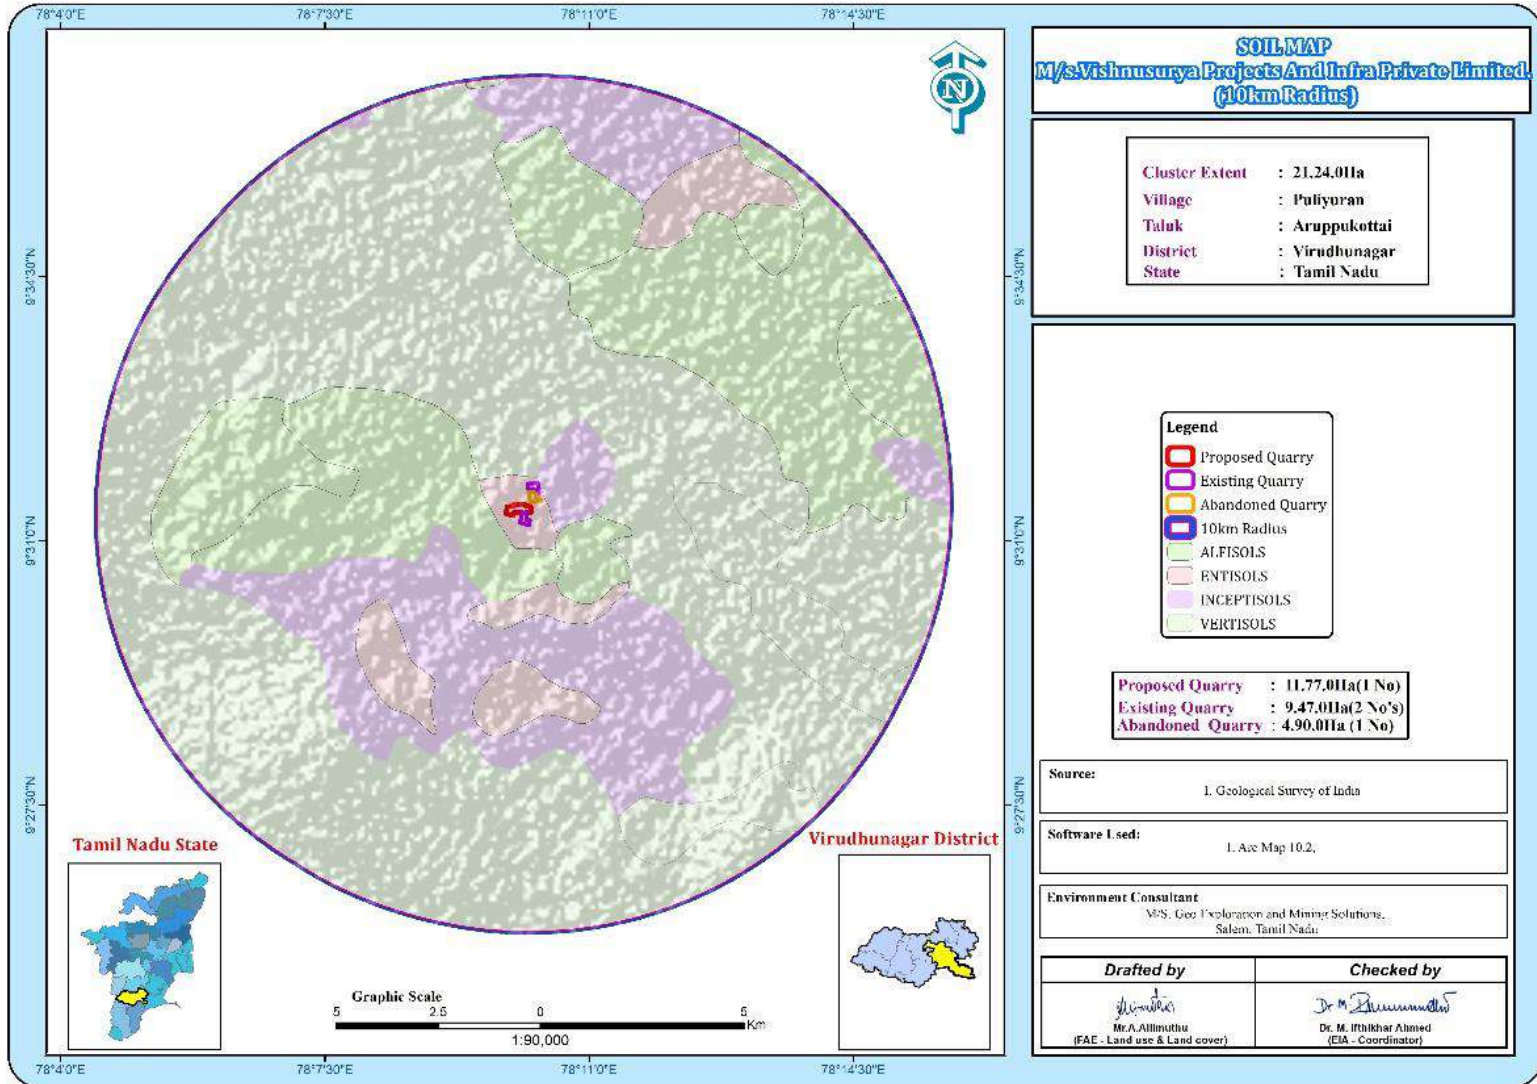 78°4'0"E 78°7'30"E 78°11'0"E 78°14'30"E
SOIL MAP
M/s.Vishnusurya Projects And Infra Private Limited.
(10km Radius)
N
Cluster Extent : 21.24.0Ha
Village : Puliyuran
Taluk : Aruppukottai
District : Virudhunagar
State : Tamil Nadu
9°34'30"N 9°34'30"N
9°31'0"N 9°31'0"N
9°27'30"N 9°27'30"N
Legend
Proposed Quarry
Existing Quarry
Abandoned Quarry
10km Radius
ALFISOLS
ENTISOLS
INCEPTISOLS
VERTISOLS
Proposed Quarry : 11.77.0Ha(1 No)
Existing Quarry : 9.47.0Ha(2 No's)
Abandoned Quarry : 4.90.0Ha (1 No)
Source:
1. Geological Survey of India
Software Used:
1. Arc Map 10.2,
Environment Consultant
M/S. Geo Exploration and Mining Solutions.
Salem, Tamil Nadu
Drafted by Checked by
Mr.A.Allimuthu
(FAE - Land use & Land cover)
Dr. M. Ifthikhar Ahmed
(EIA - Coordinator)
Tamil Nadu State
Virudhunagar District
Graphic Scale
5 2.5 0 5
Km
1:90,000
78°4'0"E 78°7'30"E 78°11'0"E 78°14'30"E